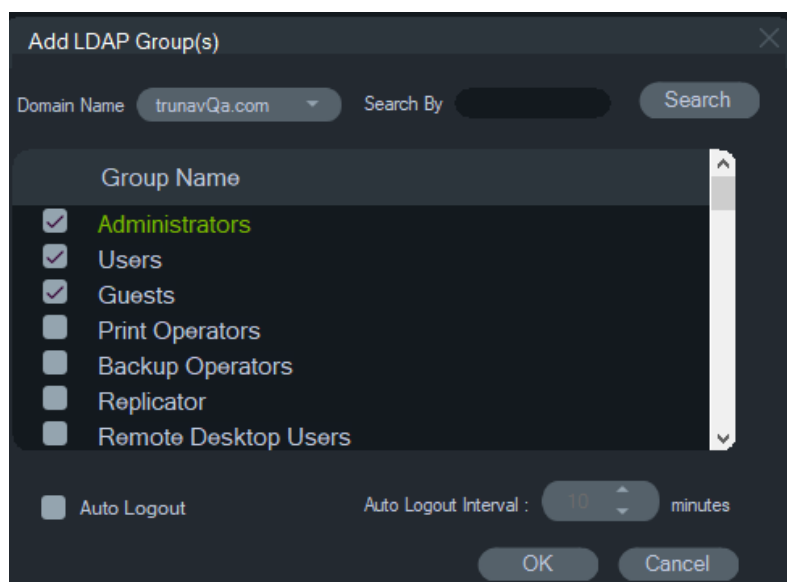 Add LDAP Group(s)
Domain Name trunavQa.com Search By Search
Group Name
Administrators
Users
Guests
Print Operators
Backup Operators
Replicator
Remote Desktop Users
Auto Logout Auto Logout Interval : 10 minutes
OK Cancel